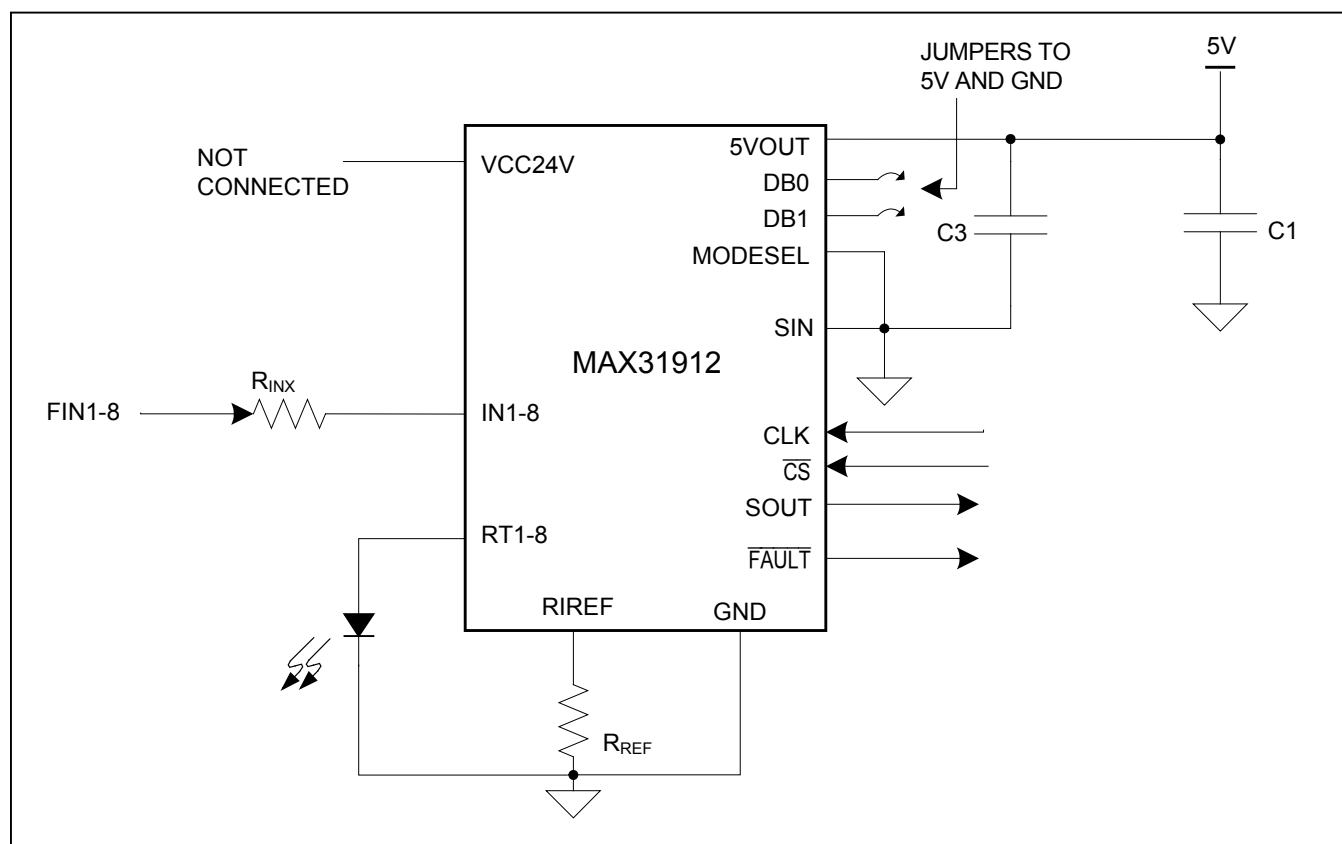 JUMPERS TO
5V AND GND
5V
NOT
CONNECTED
VCC24V
5VOUT
DB0
DB1
MODESEL
C3
C1
SIN
MAX31912
RINX
FIN1-8
IN1-8
CLK
CS
SOUT
RT1-8
FAULT
RIREF
GND
RREF